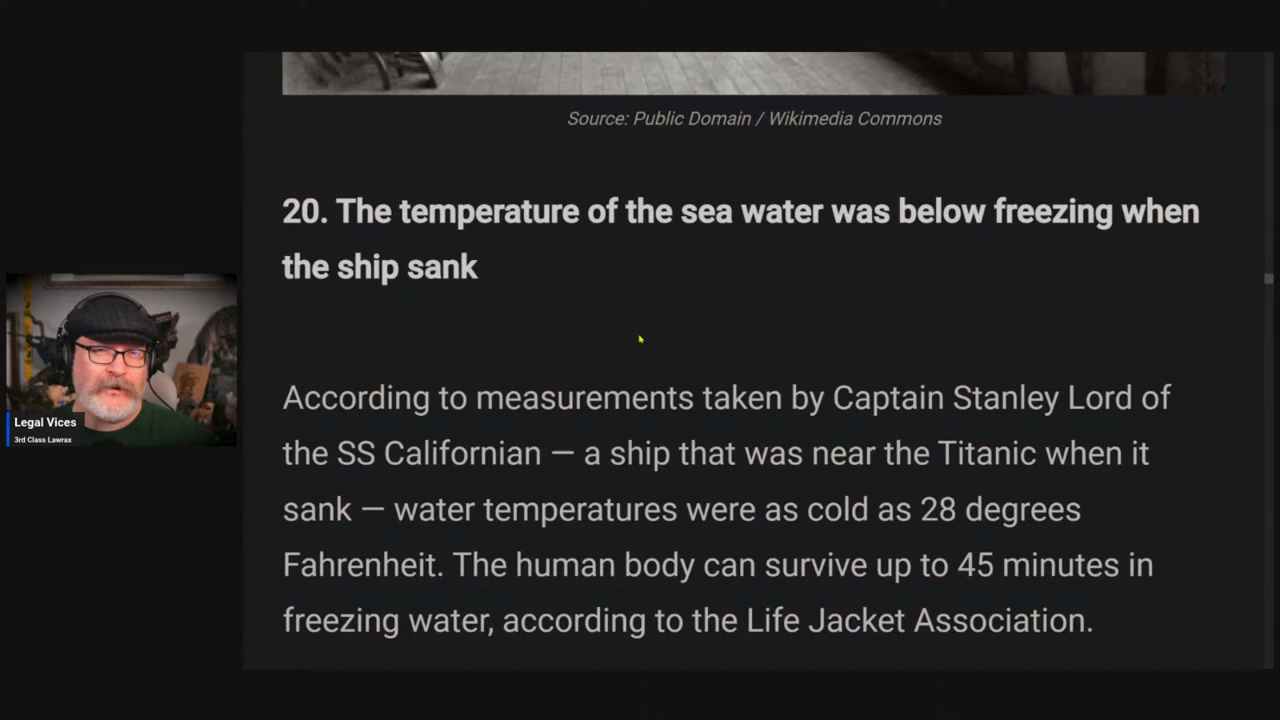 Source: Public Domain / Wikimedia Commons
20. The temperature of the sea water was below freezing when
the ship sank
According to measurements taken by Captain Stanley Lord of
the SS Californian — a ship that was near the Titanic when it
sank — water temperatures were as cold as 28 degrees
Fahrenheit. The human body can survive up to 45 minutes in
freezing water, according to the Life Jacket Association.
Legal Vices
3rd Class Lawrax